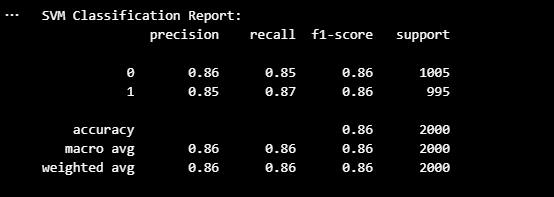 ... SVM Classification Report:
precision recall f1-score support
0 0.86 0.85 0.86 1005
1 0.85 0.87 0.86 995
accuracy 0.86 2000
macro avg 0.86 0.86 0.86 2000
weighted avg 0.86 0.86 0.86 2000